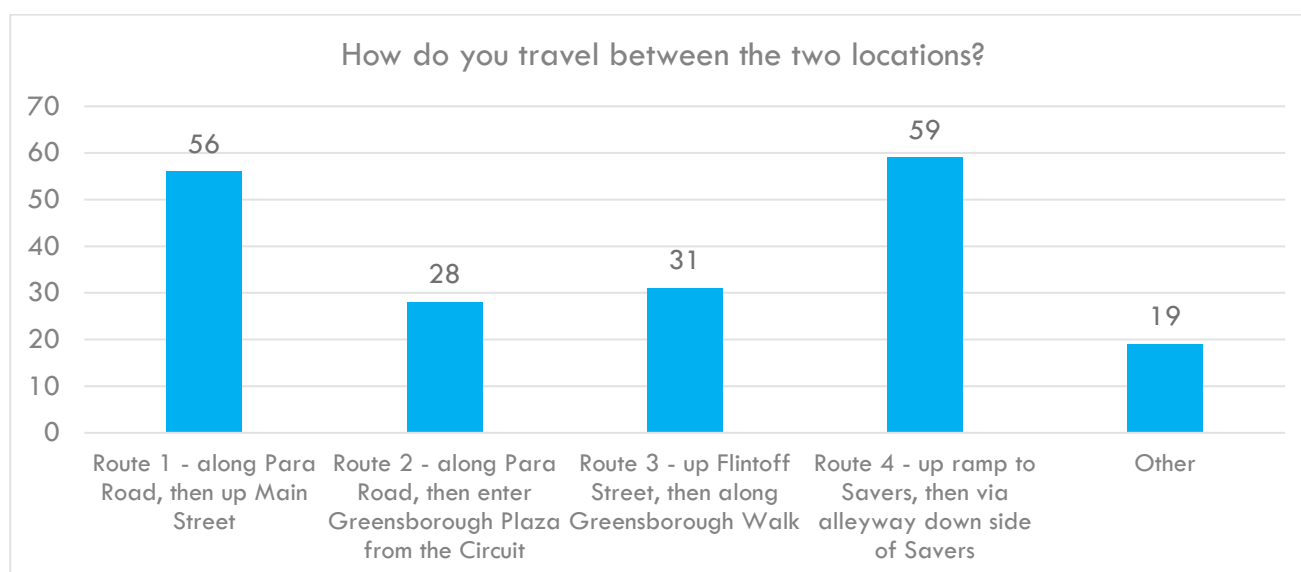 How do you travel between the two locations?
70
60
50
40
30
20
10
0
56
28
31
59
19
Route 1 - along Para
Road, then up Main
Street
Route 2 - along Para
Road, then enter
Greensborough Plaza
from the Circuit
Route 3 - up Flintoff
Street, then along
Greensborough Walk
Route 4 - up ramp to
Savers, then via
alleyway down side
of Savers
Other